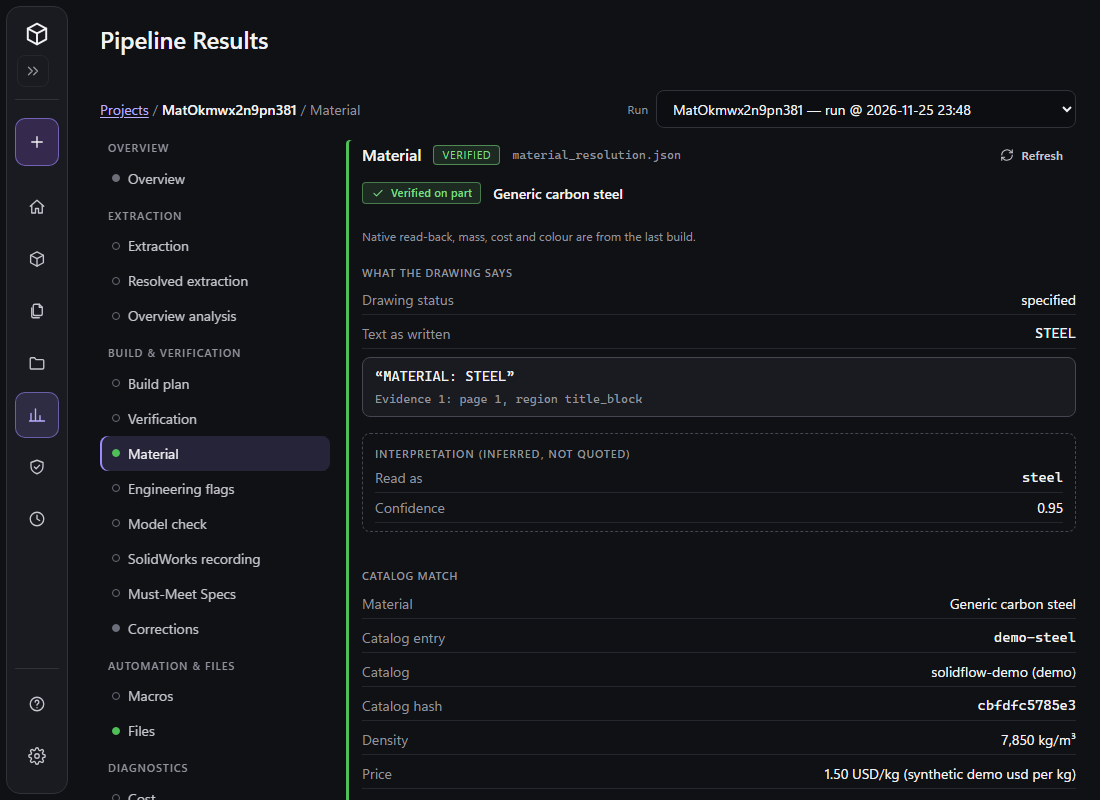 Pipeline Results
Projects / MatOkmwx2n9pn381 / Material
Run
MatOkmwx2n9pn381 — run @ 2026-11-25 23:48
OVERVIEW
Overview
EXTRACTION
Extraction
Resolved extraction
Overview analysis
BUILD & VERIFICATION
Build plan
Verification
Material
Engineering flags
Model check
SolidWorks recording
Must-Meet Specs
Corrections
AUTOMATION & FILES
Macros
Files
DIAGNOSTICS
Cost
Material VERIFIED material_resolution.json
Refresh
Verified on part Generic carbon steel
Native read-back, mass, cost and colour are from the last build.
WHAT THE DRAWING SAYS
Drawing status specified
Text as written STEEL
“MATERIAL: STEEL”
Evidence 1: page 1, region title_block
INTERPRETATION (INFERRED, NOT QUOTED)
Read as steel
Confidence 0.95
CATALOG MATCH
Material Generic carbon steel
Catalog entry demo-steel
Catalog solidflow-demo (demo)
Catalog hash cbfdfc5785e3
Density 7,850 kg/m³
Price 1.50 USD/kg (synthetic demo usd per kg)